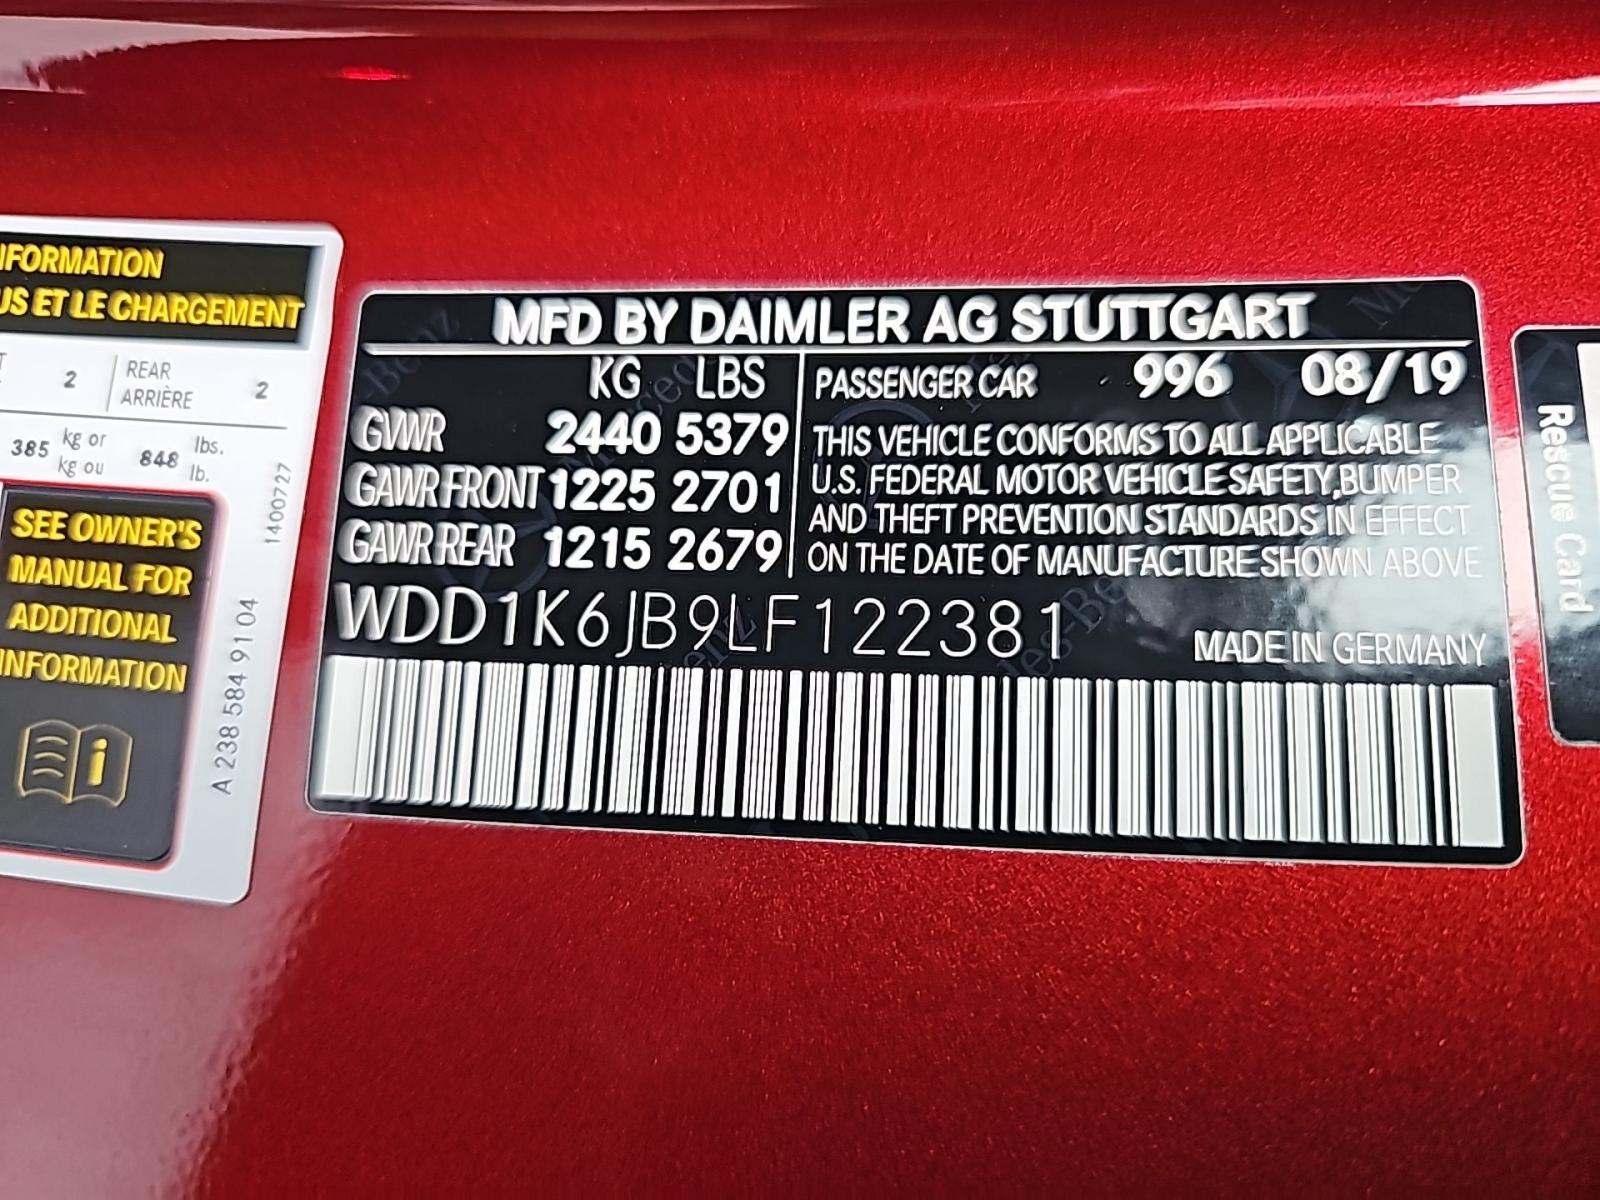 NFORMATION
US ET LE CHARGEMENT
2 REAR ARRIÈRE 2
385 kg or kg ou 848 lbs. lb.
SEE OWNER'S
MANUAL FOR
ADDITIONAL
INFORMATION
A 238 584 91 04
1400727
MFD BY DAIMLER AG STUTTGART
KG LBS
GVWR 2440 5379
GAWR FRONT 1225 2701
GAWR REAR 1215 2679
PASSENGER CAR 996 08/19
THIS VEHICLE CONFORMS TO ALL APPLICABLE
U.S. FEDERAL MOTOR VEHICLE SAFETY, BUMPER
AND THEFT PREVENTION STANDARDS IN EFFECT
ON THE DATE OF MANUFACTURE SHOWN ABOVE
WDD1K6JB9LF122381
MADE IN GERMANY
Rescue Card